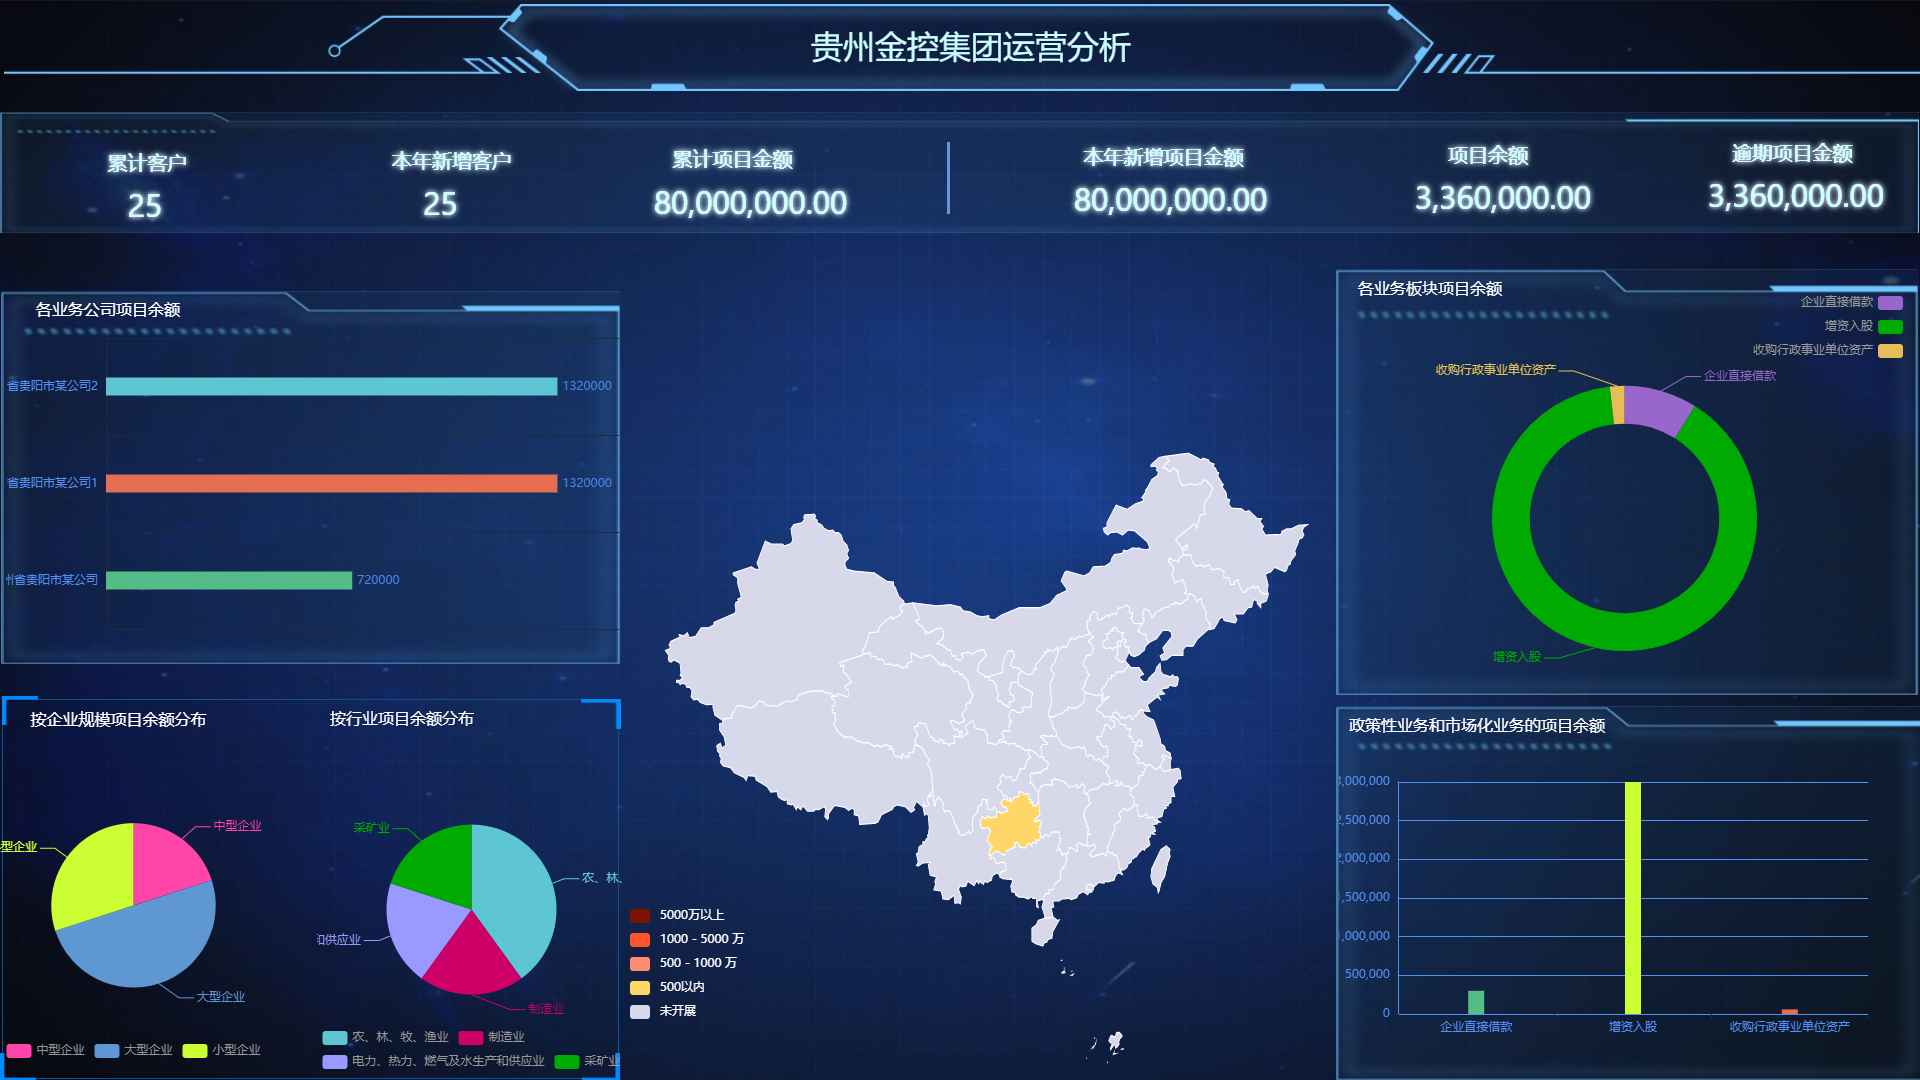 贵州金控集团运营分析
累计客户
25
本年新增客户
25
累计项目金额
80,000,000.00
本年新增项目金额
80,000,000.00
项目余额
3,360,000.00
逾期项目金额
3,360,000.00
各业务公司项目余额
省贵阳市某公司2
1320000
省贵阳市某公司1
1320000
省贵阳市某公司
720000
按企业规模项目余额分布
中型企业
型企业
大型企业
中型企业
大型企业
小型企业
按行业项目余额分布
采矿业
农、林、
和供应业
制造业
农、林、牧、渔业
制造业
电力、热力、燃气及水生产和供应业
采矿业
5000万以上
1000 - 5000 万
500 - 1000 万
500以内
未开展
各业务板块项目余额
企业直接借款
增资入股
收购行政事业单位资产
收购行政事业单位资产
企业直接借款
增资入股
政策性业务和市场化业务的项目余额
3,000,000
2,500,000
2,000,000
1,500,000
1,000,000
500,000
0
企业直接借款
增资入股
收购行政事业单位资产